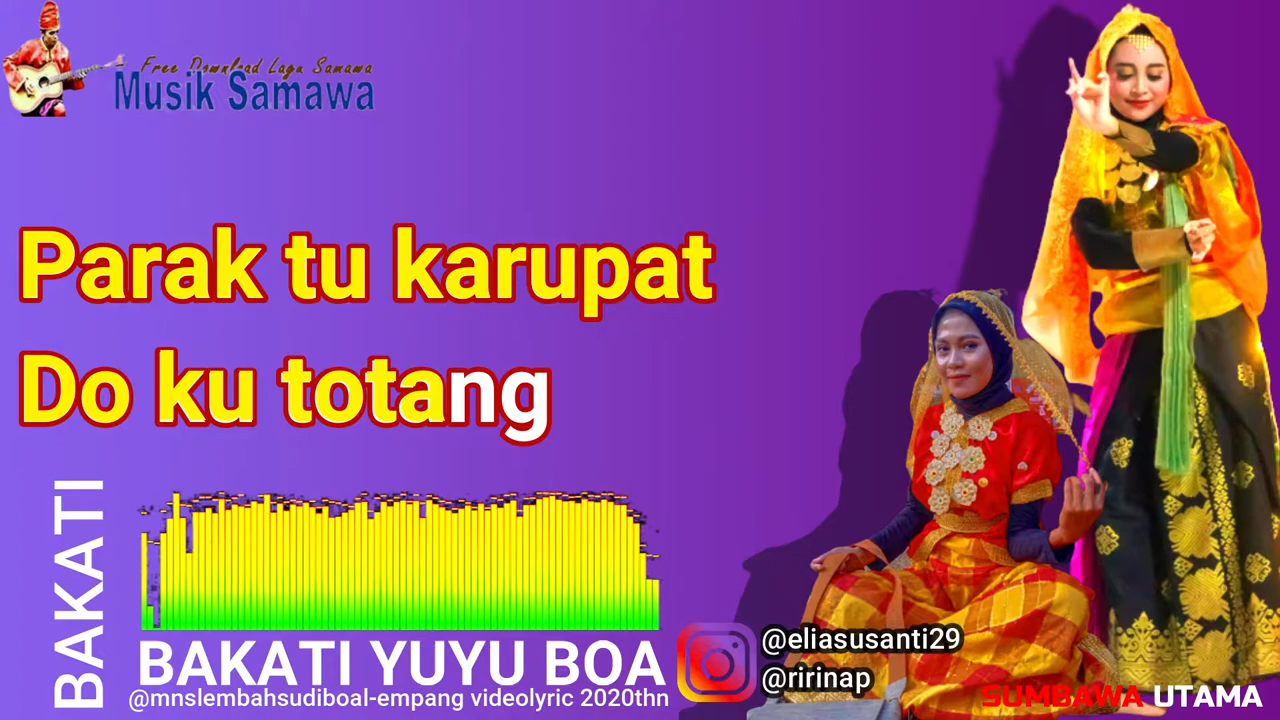 Free Download Lagu Samawa
Musik Samawa
Parak tu karupat
Do ku totang
BAKATI
BAKATI YUYU BOA
@mnslembahsudiboal-empang videolyric 2020thn
@eliasusanti29
@ririnap
SUMBAWA UTAMA